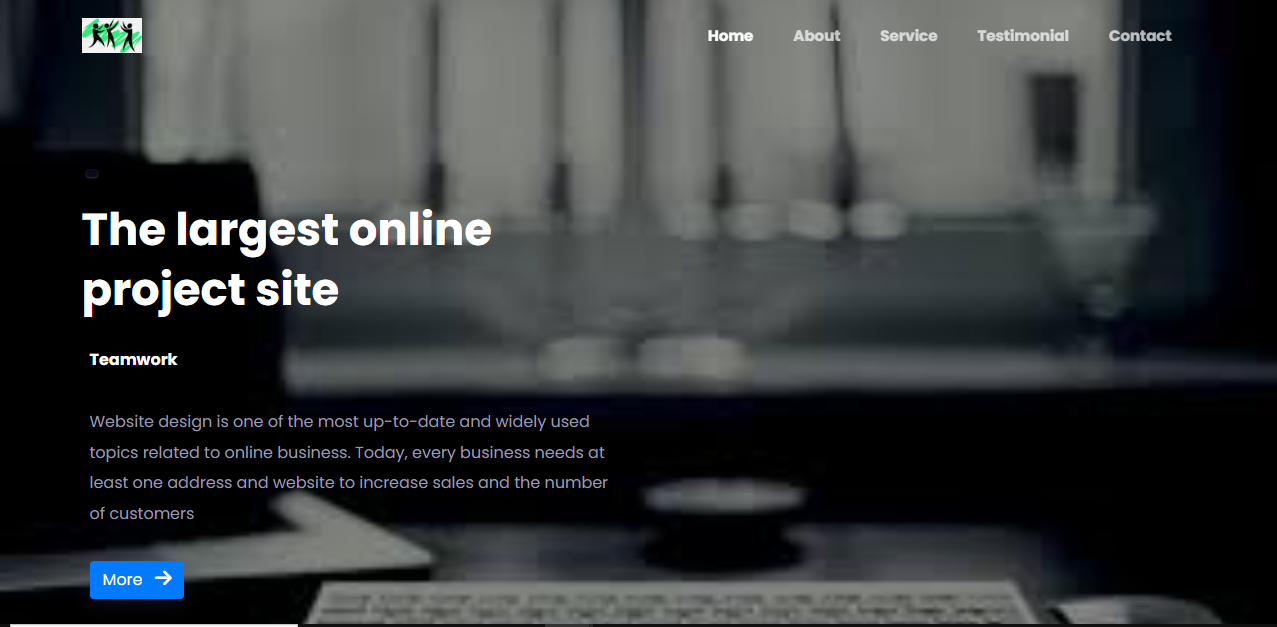 Home About Service Testimonial Contact
The largest online
project site
Teamwork
Website design is one of the most up-to-date and widely used
topics related to online business. Today, every business needs at
least one address and website to increase sales and the number
of customers
More